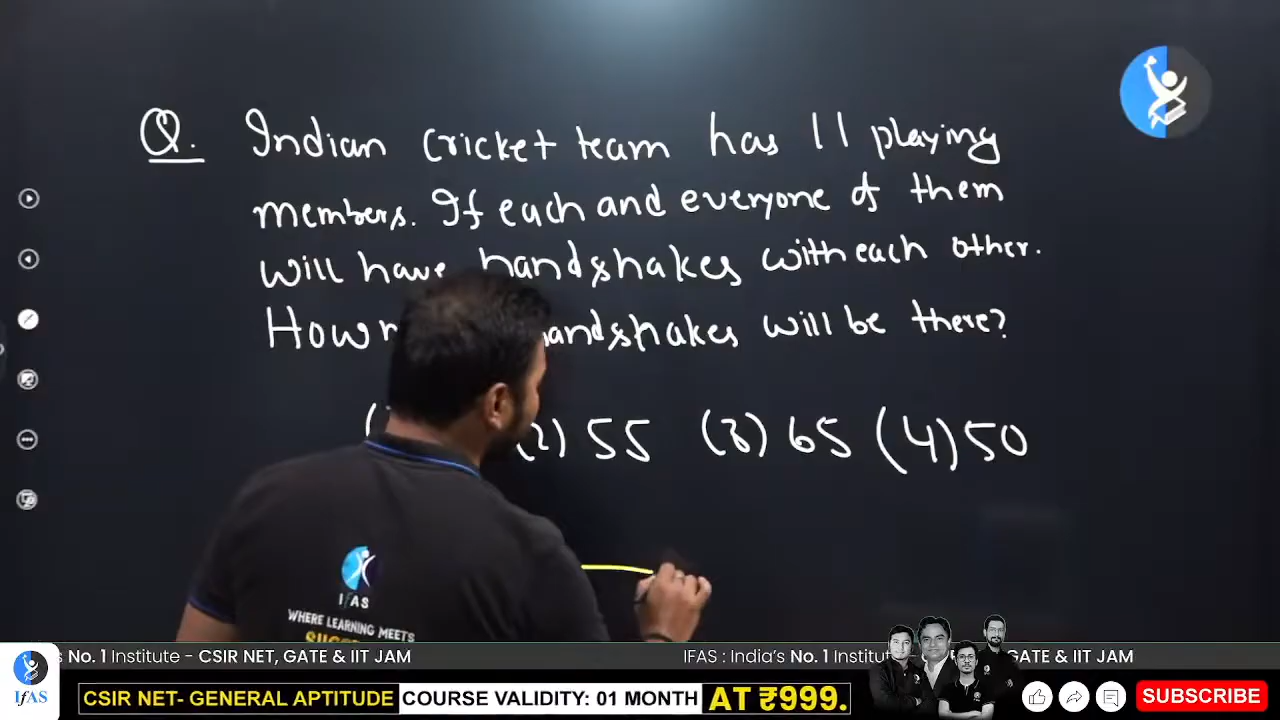 Q. Indian cricket team has 11 playing
members. If each and everyone of them
will have handshakes with each other.
How handshakes will be there?
(2) 55 (3) 65 (4) 50
IFAS
WHERE LEARNING MEETS
No. 1 Institute - CSIR NET, GATE & IIT JAM
IFAS : India's No. 1 GATE & IIT JAM
IfAS
CSIR NET- GENERAL APTITUDE COURSE VALIDITY: 01 MONTH AT ₹999.
SUBSCRIBE